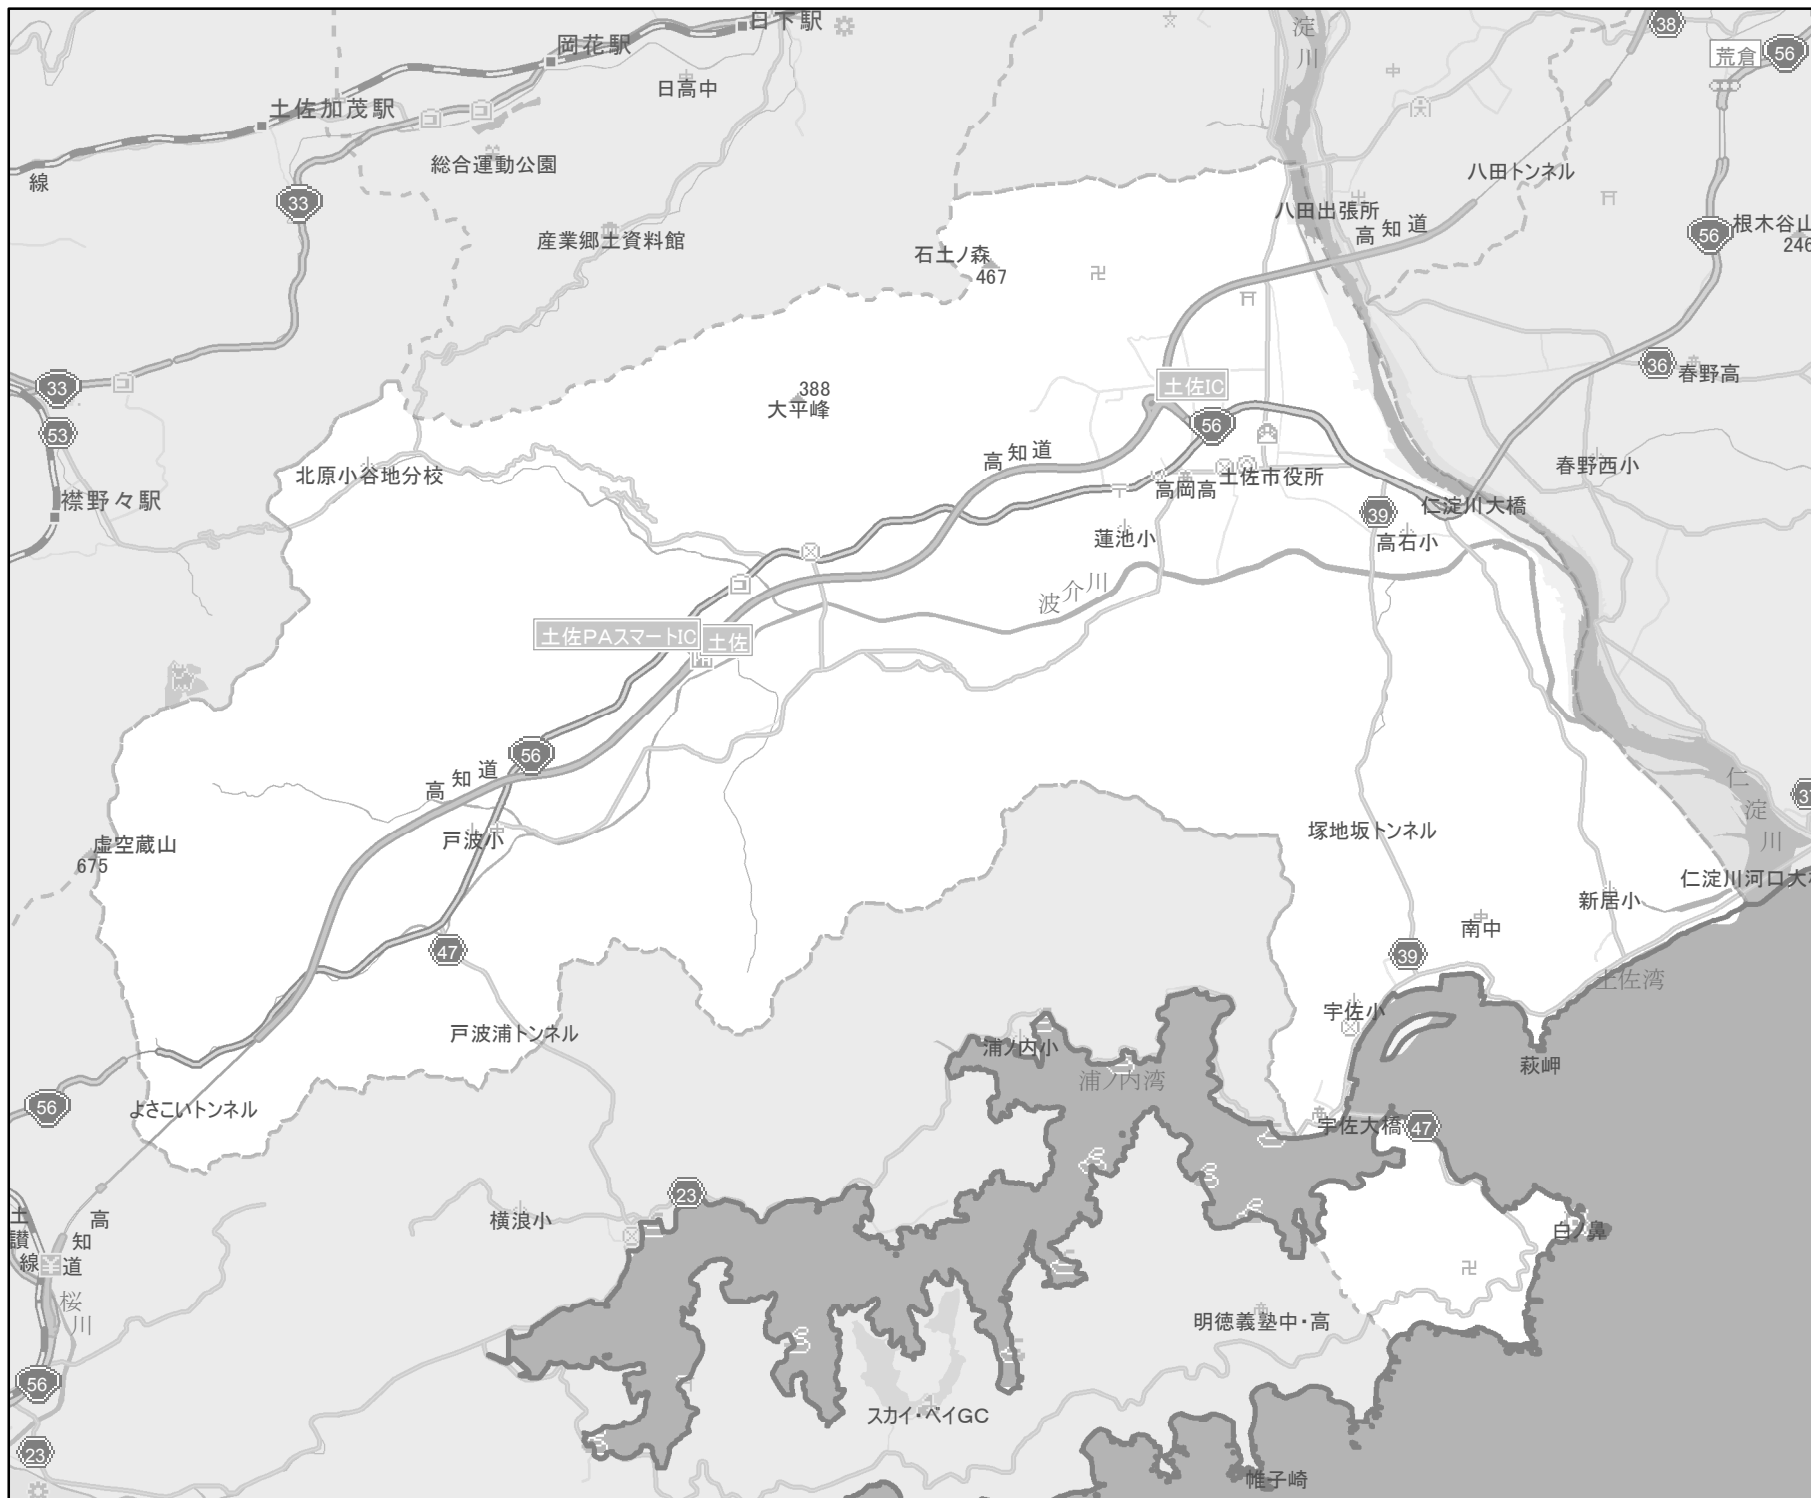 日下駅
淀川
38
岡花駅
56
荒倉
日高中
土佐加茂駅
総合運動公園
八田トンネル
線
33
八田出張所
高知道
56
根木谷山
246
産業郷土資料館
石土ノ森
467
36
春野高
33
土佐IC
388
大平峰
56
53
高知道
北原小谷地分校
高岡高
土佐市役所
春野西小
襟野々駅
39
仁淀川大橋
蓮池小
高石小
波介川
土佐PAスマートIC
土佐
56
高知道
仁淀川
塚地坂トンネル
戸波小
虚空蔵山
675
仁淀川河口大
新居小
南中
47
39
土佐湾
宇佐小
戸波浦トンネル
浦ノ内小
萩岬
浦ノ内湾
56
よさこいトンネル
宇佐大橋
47
23
横浪小
土讃線
高知道
白ノ鼻
桜川
明徳義塾中・高
56
スカイ・ベイGC
23
帷子崎